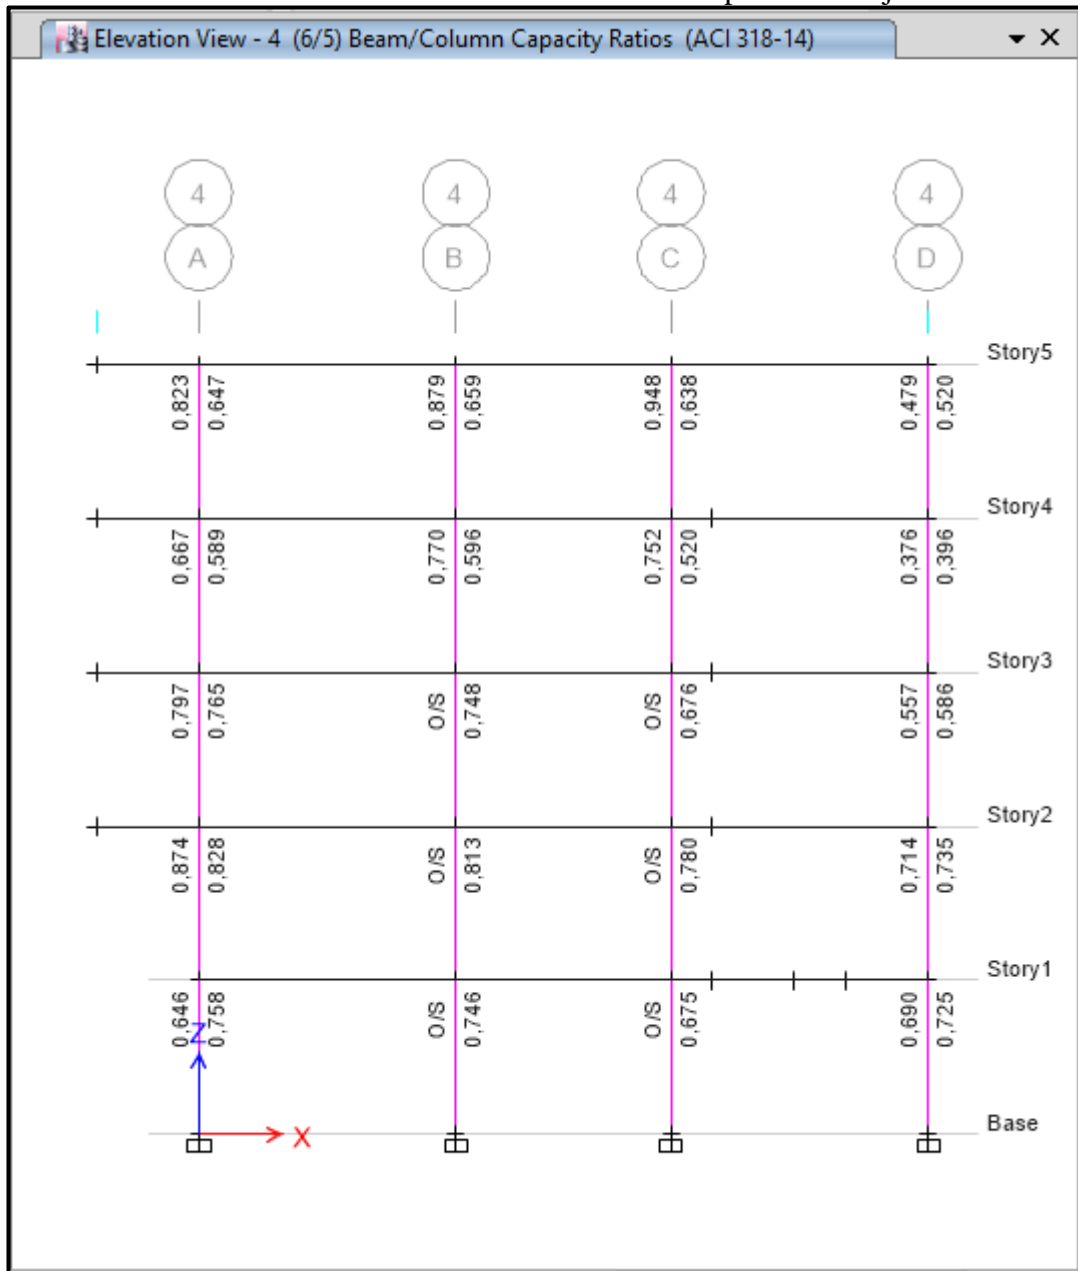 Elevation View - 4 (6/5) Beam/Column Capacity Ratios (ACI 318-14)
4 4 4 4
A B C D
Story5
0,823 0,647 0,879 0,659 0,948 0,638 0,479 0,520
Story4
0,667 0,589 0,770 0,596 0,752 0,520 0,376 0,396
Story3
0,797 0,765 O/S 0,748 O/S 0,676 0,557 0,586
Story2
0,874 0,828 O/S 0,813 O/S 0,780 0,714 0,735
Story1
0,646 0,758 O/S 0,746 O/S 0,675 0,690 0,725
Z
Base
X